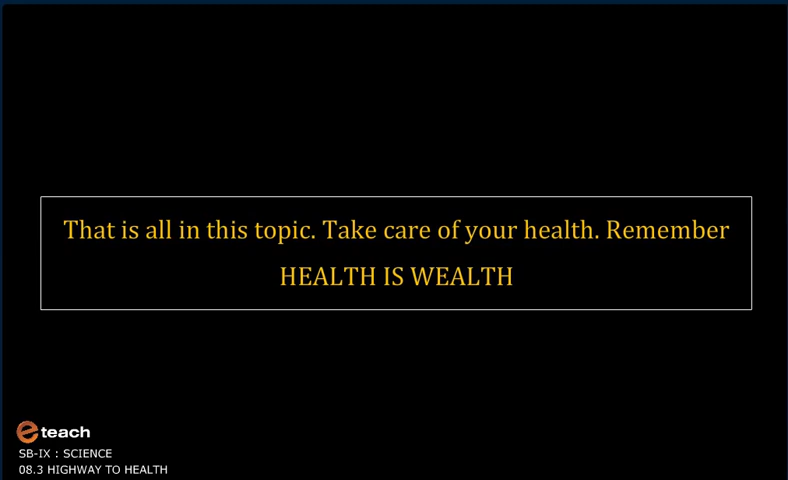 That is all in this topic. Take care of your health. Remember
HEALTH IS WEALTH
e teach
SB-IX : SCIENCE
08.3 HIGHWAY TO HEALTH